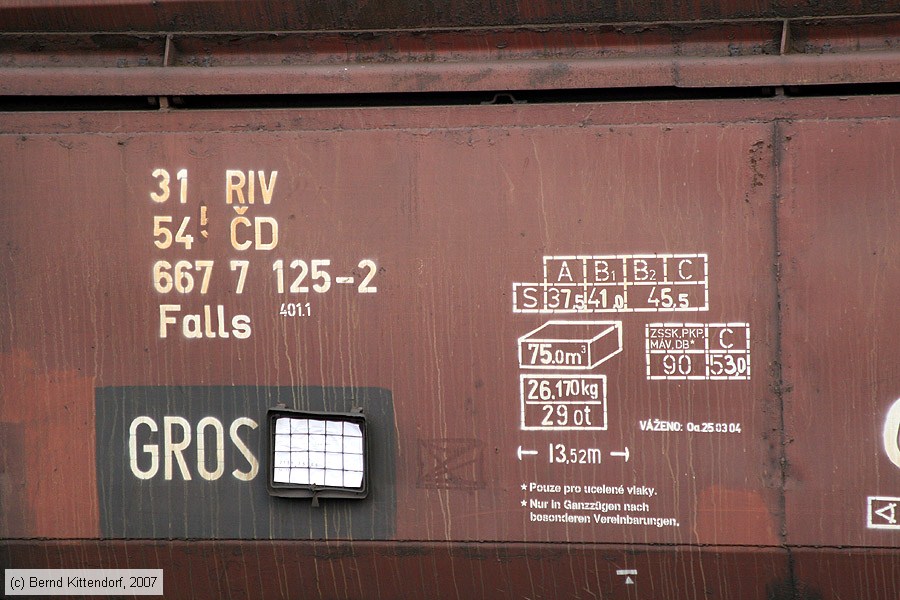 31 RIV
54 ČD
667 7 125-2
Falls 401.1
GROS
A B1 B2 C
S 37,5 41,0 45,5
75.0m³
ZSSK,PKP, C
MÁV,DB*
90 53,0
26.170kg
29 0t
VÁŽENO: Oa.25 03 04
13,52m
* Pouze pro ucelené vlaky.
* Nur in Ganzzügen nach
besonderen Vereinbarungen.
(c) Bernd Kittendorf, 2007